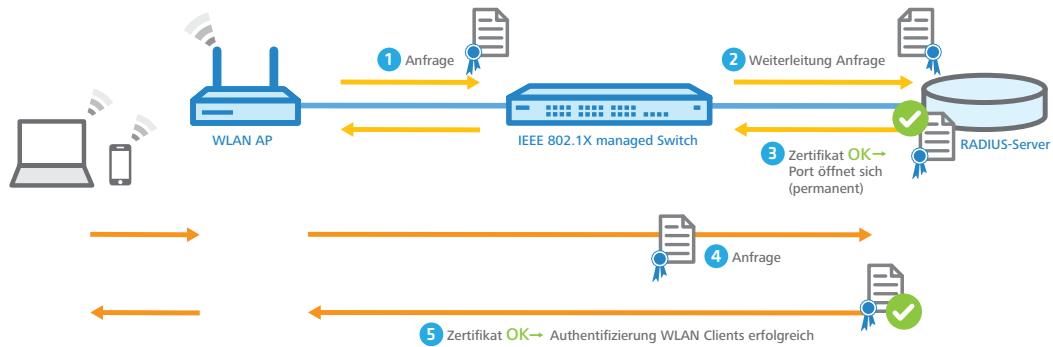 1 Anfrage
2 Weiterleitung Anfrage
WLAN AP
IEEE 802.1X managed Switch
RADIUS-Server
3 Zertifikat OK→
Port öffnet sich
(permanent)
4 Anfrage
5 Zertifikat OK→ Authentifizierung WLAN Clients erfolgreich